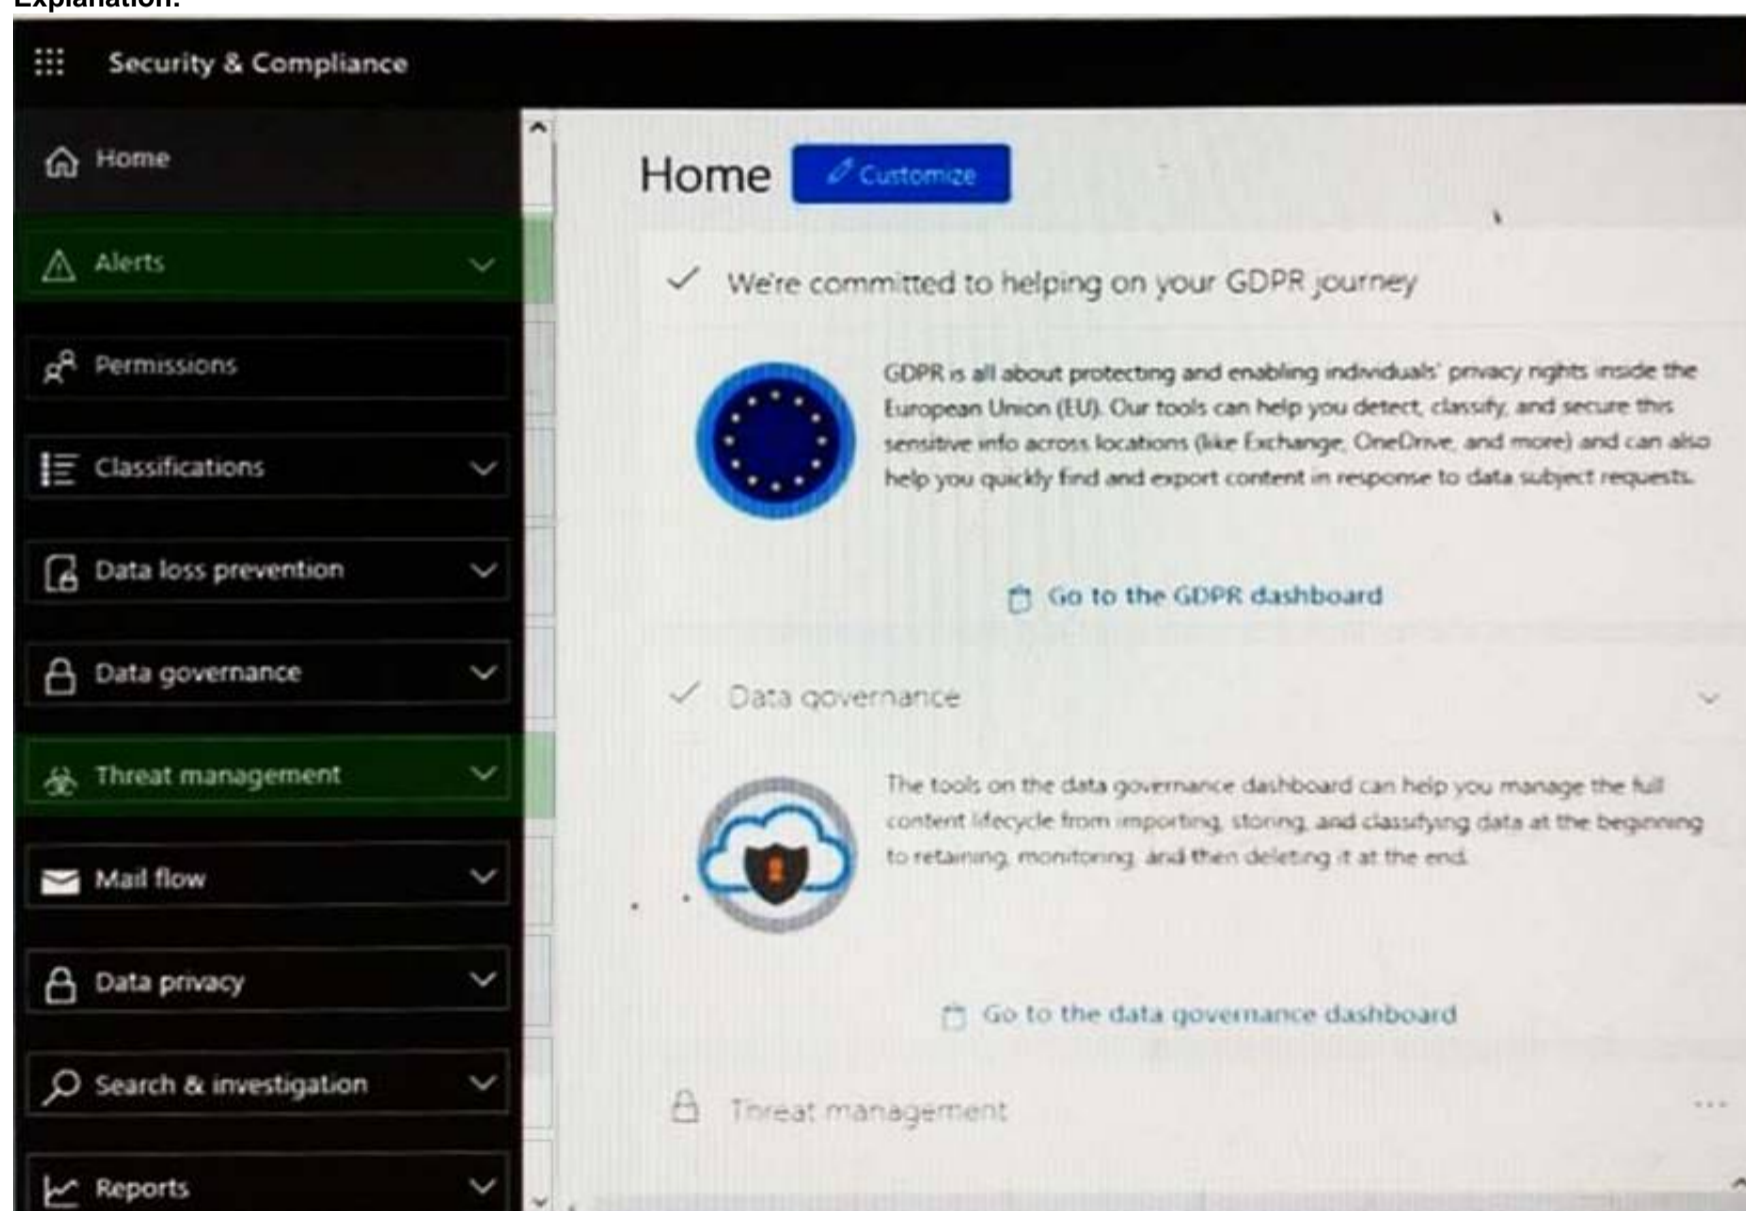 Explanation:
Security & Compliance
Home
Alerts
Permissions
Classifications
Data loss prevention
Data governance
Threat management
Mail flow
Data privacy
Search & investigation
Reports
Home
Customize
We're committed to helping on your GDPR journey
GDPR is all about protecting and enabling individuals' privacy rights inside the
European Union (EU). Our tools can help you detect, classify, and secure this
sensitive info across locations (like Exchange, OneDrive, and more) and can also
help you quickly find and export content in response to data subject requests.
Go to the GDPR dashboard
Data governance
The tools on the data governance dashboard can help you manage the full
content lifecycle from importing, storing, and classifying data at the beginning
to retaining, monitoring, and then deleting it at the end.
Go to the data governance dashboard
Threat management